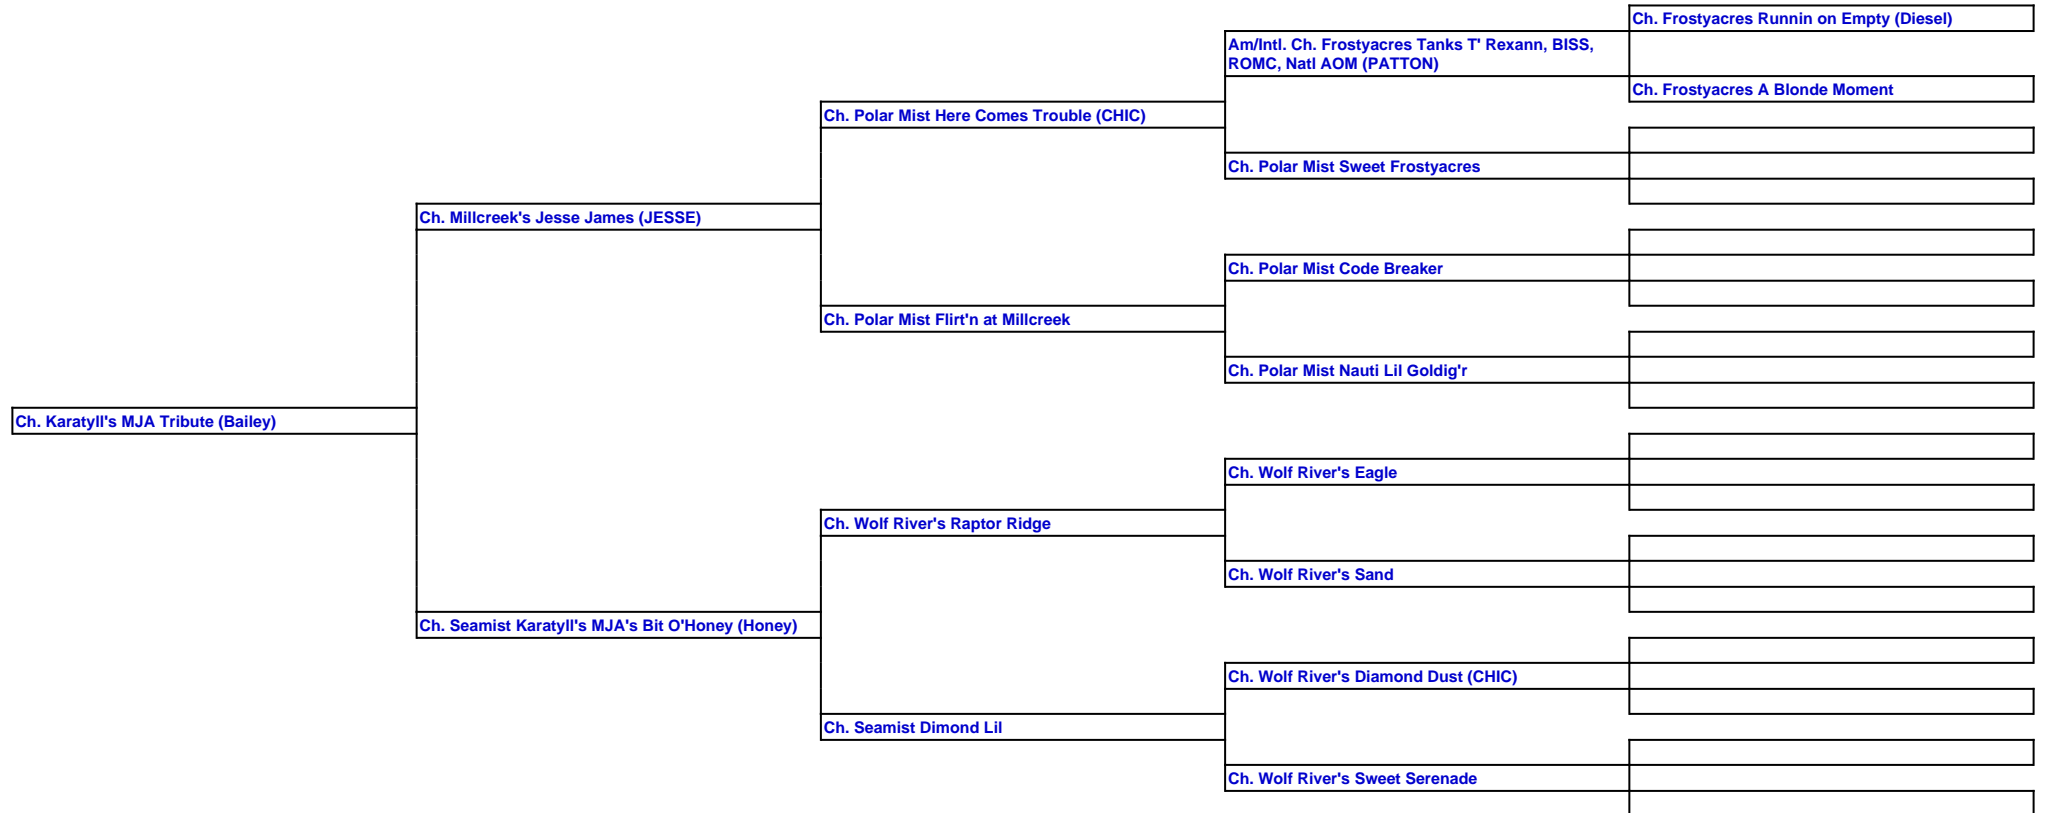 Ch. Frostyacres Runnin on Empty (Diesel)
Am/Intl. Ch. Frostyacres Tanks T' Rexann, BISS,
ROMC, Natl AOM (PATTON)
Ch. Frostyacres A Blonde Moment
Ch. Polar Mist Here Comes Trouble (CHIC)
Ch. Polar Mist Sweet Frostyacres
Ch. Millcreek's Jesse James (JESSE)
Ch. Polar Mist Code Breaker
Ch. Polar Mist Flirt'n at Millcreek
Ch. Polar Mist Nauti Lil Goldig'r
Ch. Karatyll's MJA Tribute (Bailey)
Ch. Wolf River's Eagle
Ch. Wolf River's Raptor Ridge
Ch. Wolf River's Sand
Ch. Seamist Karatyll's MJA's Bit O'Honey (Honey)
Ch. Wolf River's Diamond Dust (CHIC)
Ch. Seamist Dimond Lil
Ch. Wolf River's Sweet Serenade